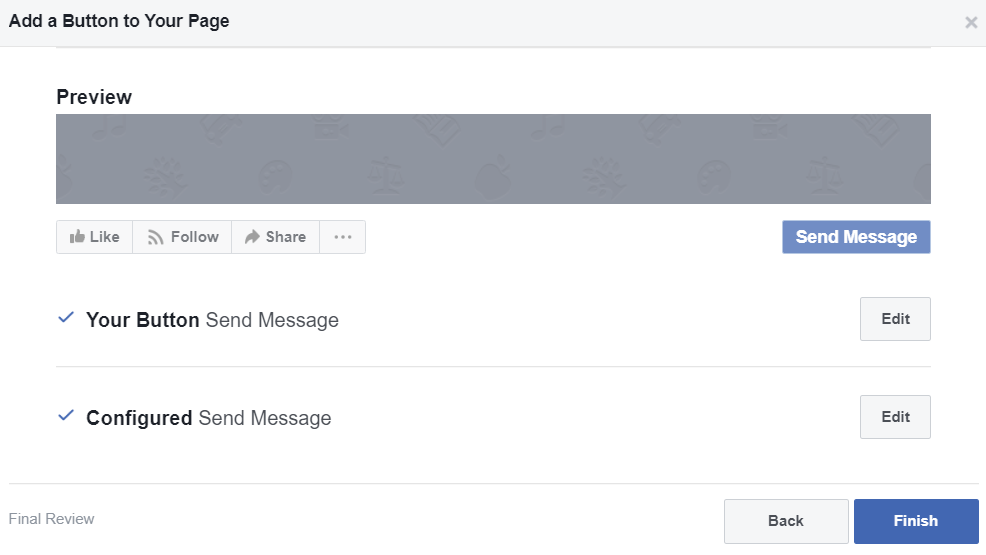 Add a Button to Your Page
Preview
Like Follow Share
Send Message
Your Button Send Message
Edit
Configured Send Message
Edit
Final Review
Back
Finish